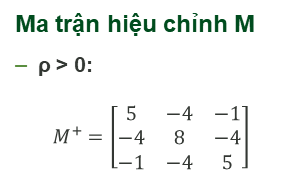 Ma trận hiệu chỉnh M
– ρ > 0:
5 −4 −1
M⁺ = −4 8 −4
−1 −4 5